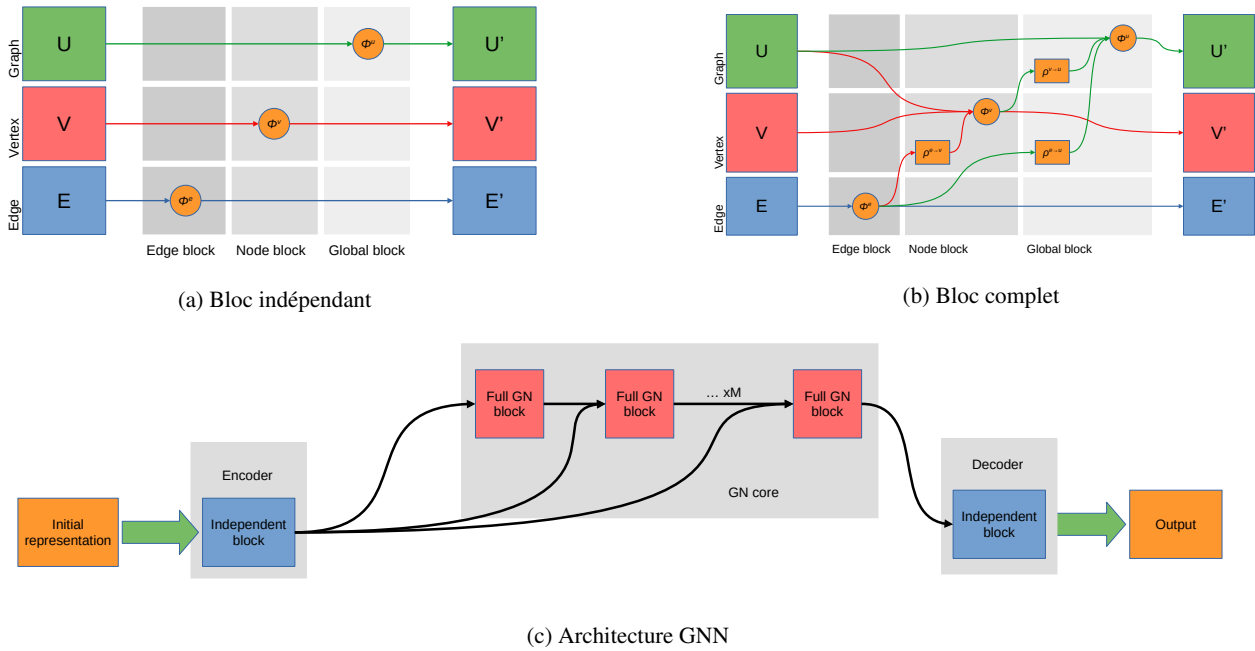 Graph
U
Φᵘ
U'
Vertex
V
Φᵛ
V'
Edge
E
Φᵉ
E'
Edge block
Node block
Global block
(a) Bloc indépendant
Graph
U
Φᵘ
U'
ρᵛ→ᵘ
Vertex
V
Φᵛ
V'
ρᵉ→ᵛ
ρᵉ→ᵘ
Edge
E
Φᵉ
E'
Edge block
Node block
Global block
(b) Bloc complet
Full GN
block
Full GN
block
... xM
Full GN
block
GN core
Encoder
Independent
block
Initial
representation
Decoder
Independent
block
Output
(c) Architecture GNN